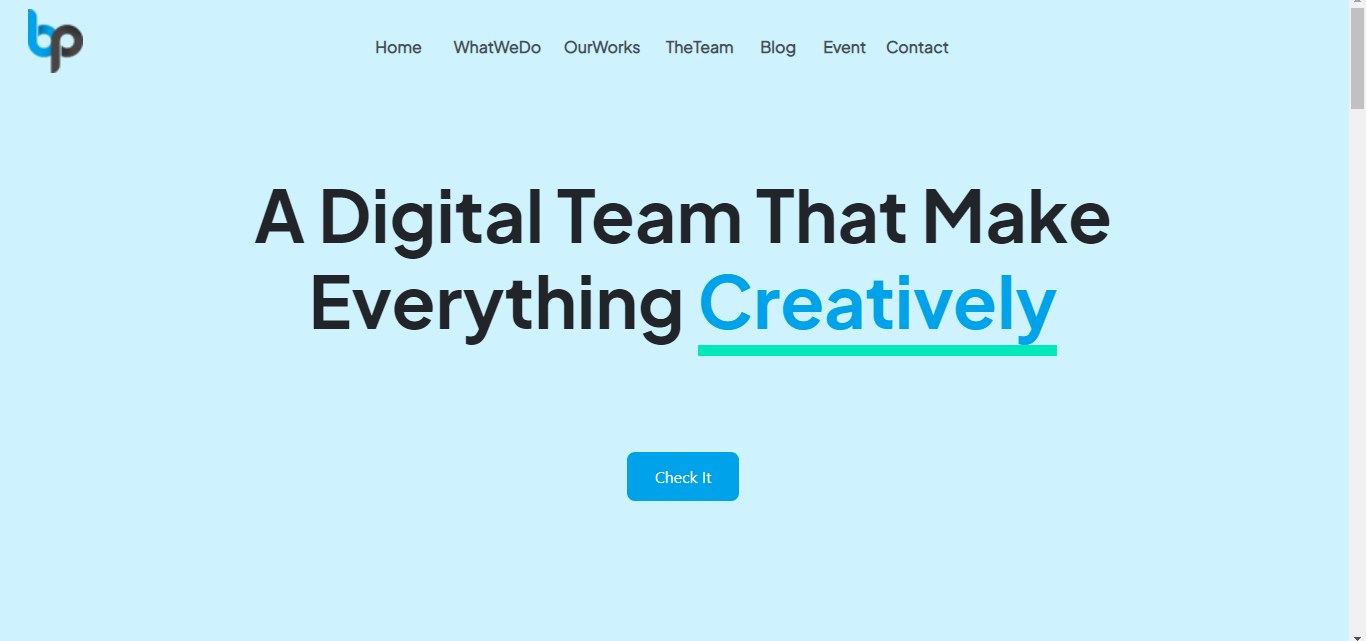 bp
Home WhatWeDo OurWorks TheTeam Blog Event Contact
A Digital Team That Make
Everything Creatively
Check It